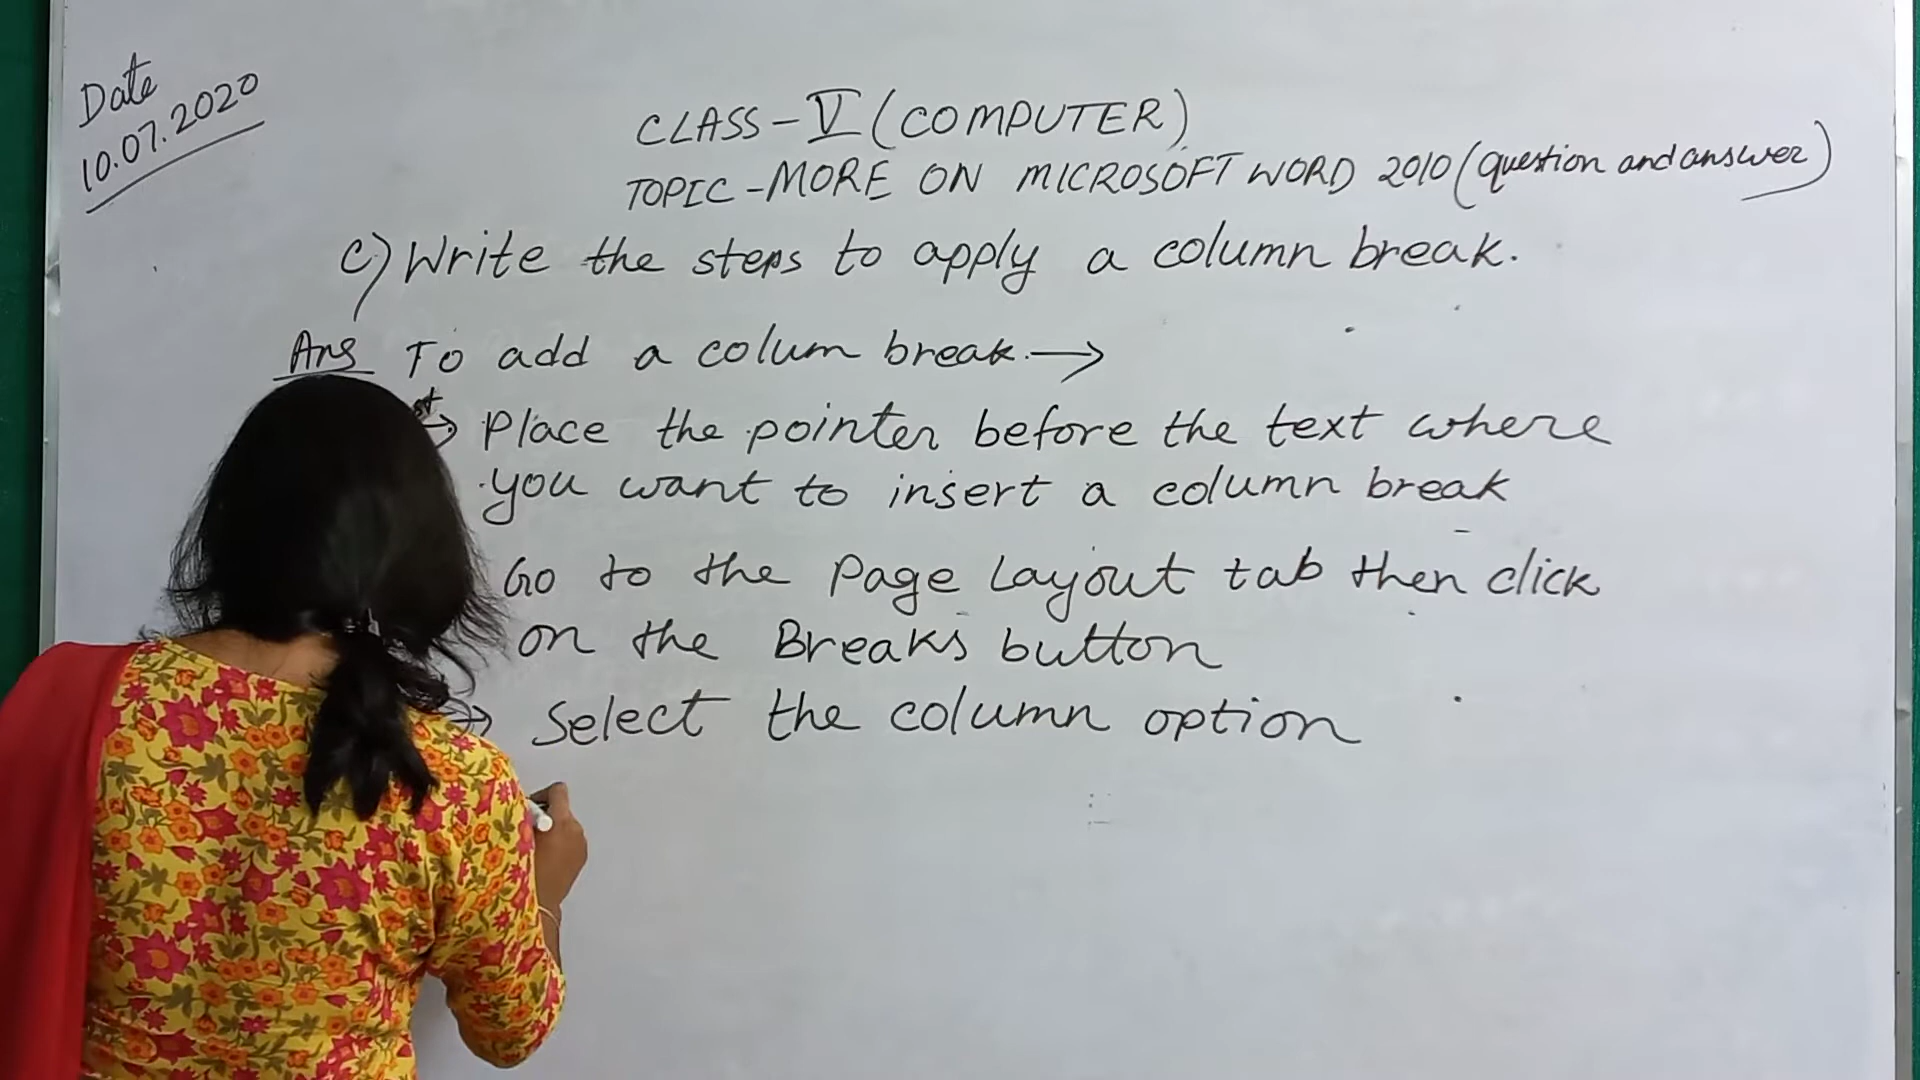 Date
10.07.2020
CLASS-V (COMPUTER)
TOPIC-MORE ON MICROSOFT WORD 2010 (question and answer)
c) Write the steps to apply a column break.
Ans To add a colum break. →
st → Place the pointer before the text where
you want to insert a column break
Go to the Page Layout tab then click
on the Breaks button
→ Select the column option